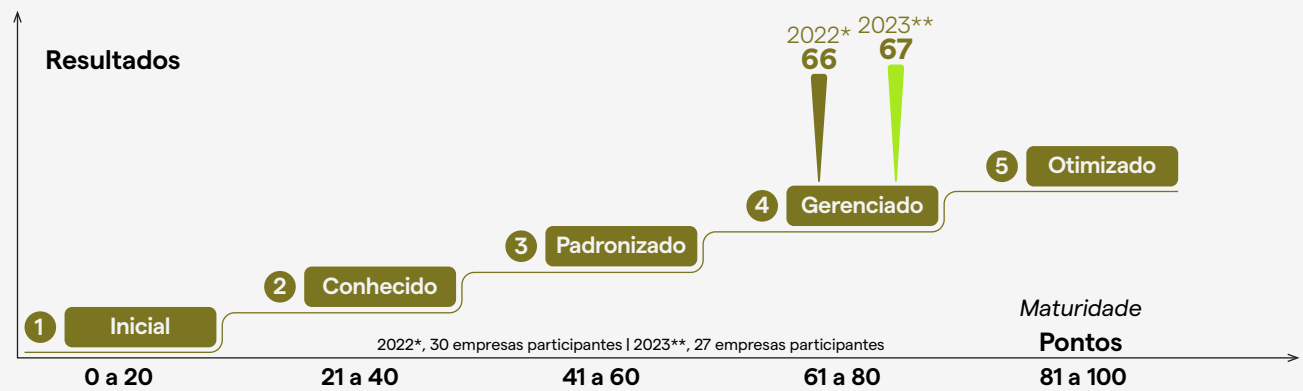 Resultados
2022* 2023**
66 67
5 Otimizado
4 Gerenciado
3 Padronizado
2 Conhecido
1 Inicial
Maturidade
Pontos
2022*, 30 empresas participantes | 2023**, 27 empresas participantes
0 a 20 21 a 40 41 a 60 61 a 80 81 a 100